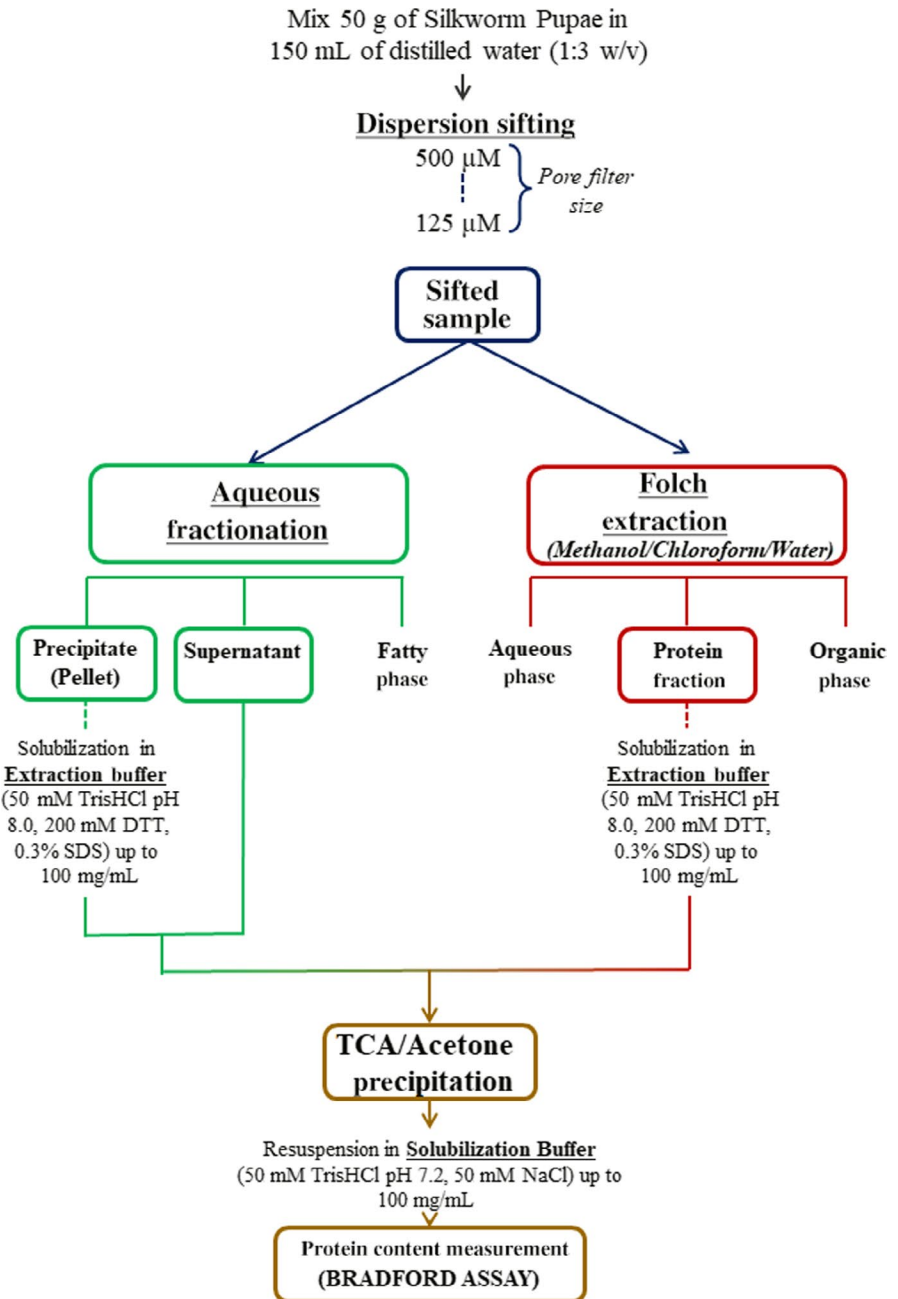 Mix 50 g of Silkworm Pupae in
150 mL of distilled water (1:3 w/v)
Dispersion sifting
500 µM
125 µM
Pore filter
size
Sifted
sample
Aqueous
fractionation
Folch
extraction
(Methanol/Chloroform/Water)
Precipitate
(Pellet)
Supernatant
Fatty
phase
Aqueous
phase
Protein
fraction
Organic
phase
Solubilization in
Extraction buffer
(50 mM TrisHCl pH
8.0, 200 mM DTT,
0.3% SDS) up to
100 mg/mL
Solubilization in
Extraction buffer
(50 mM TrisHCl pH
8.0, 200 mM DTT,
0.3% SDS) up to
100 mg/mL
TCA/Acetone
precipitation
Resuspension in Solubilization Buffer
(50 mM TrisHCl pH 7.2, 50 mM NaCl) up to
100 mg/mL
Protein content measurement
(BRADFORD ASSAY)